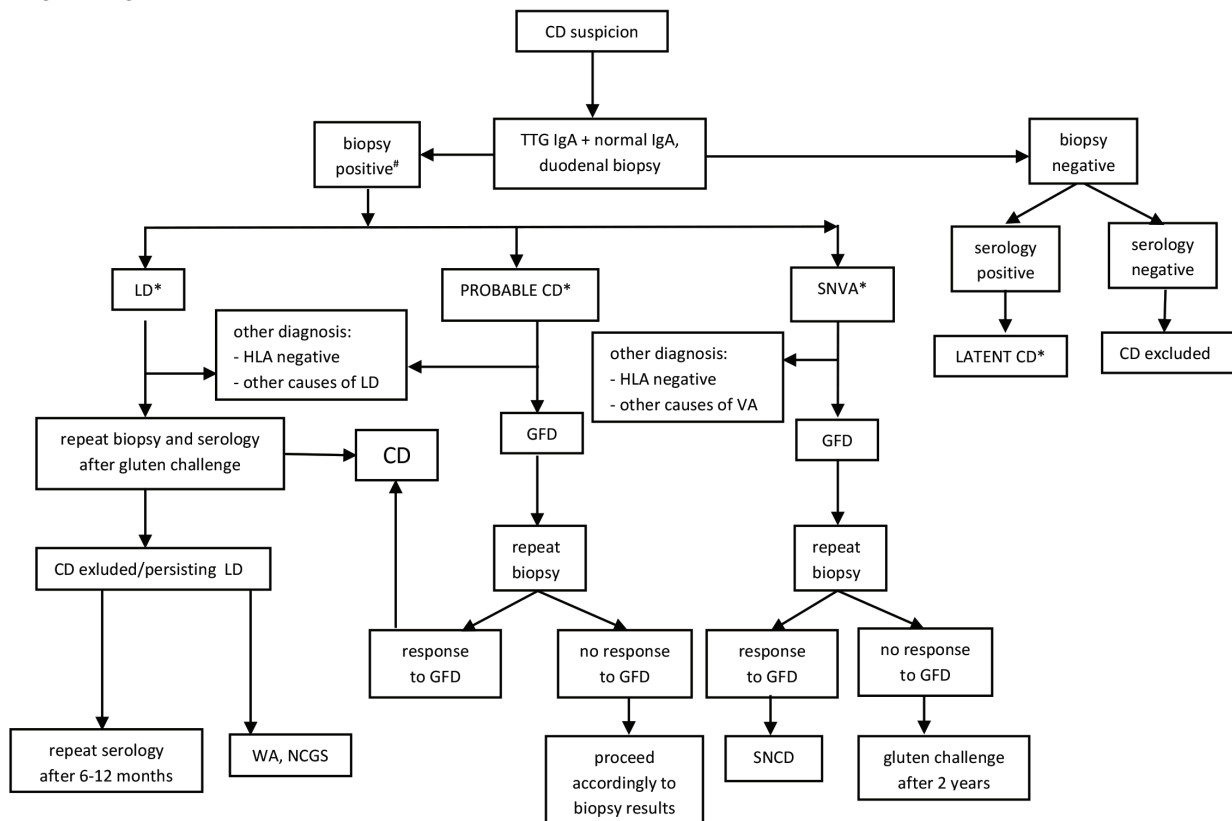 CD suspicion
TTG IgA + normal IgA,
duodenal biopsy
biopsy
positive#
biopsy
negative
serology
positive
serology
negative
LD*
PROBABLE CD*
SNVA*
LATENT CD*
CD excluded
other diagnosis:
- HLA negative
- other causes of LD
other diagnosis:
- HLA negative
- other causes of VA
repeat biopsy and serology
after gluten challenge
CD
GFD
GFD
CD exluded/persisting LD
repeat
biopsy
repeat
biopsy
response
to GFD
no response
to GFD
response
to GFD
no response
to GFD
repeat serology
after 6-12 months
WA, NCGS
proceed
accordingly to
biopsy results
SNCD
gluten challenge
after 2 years